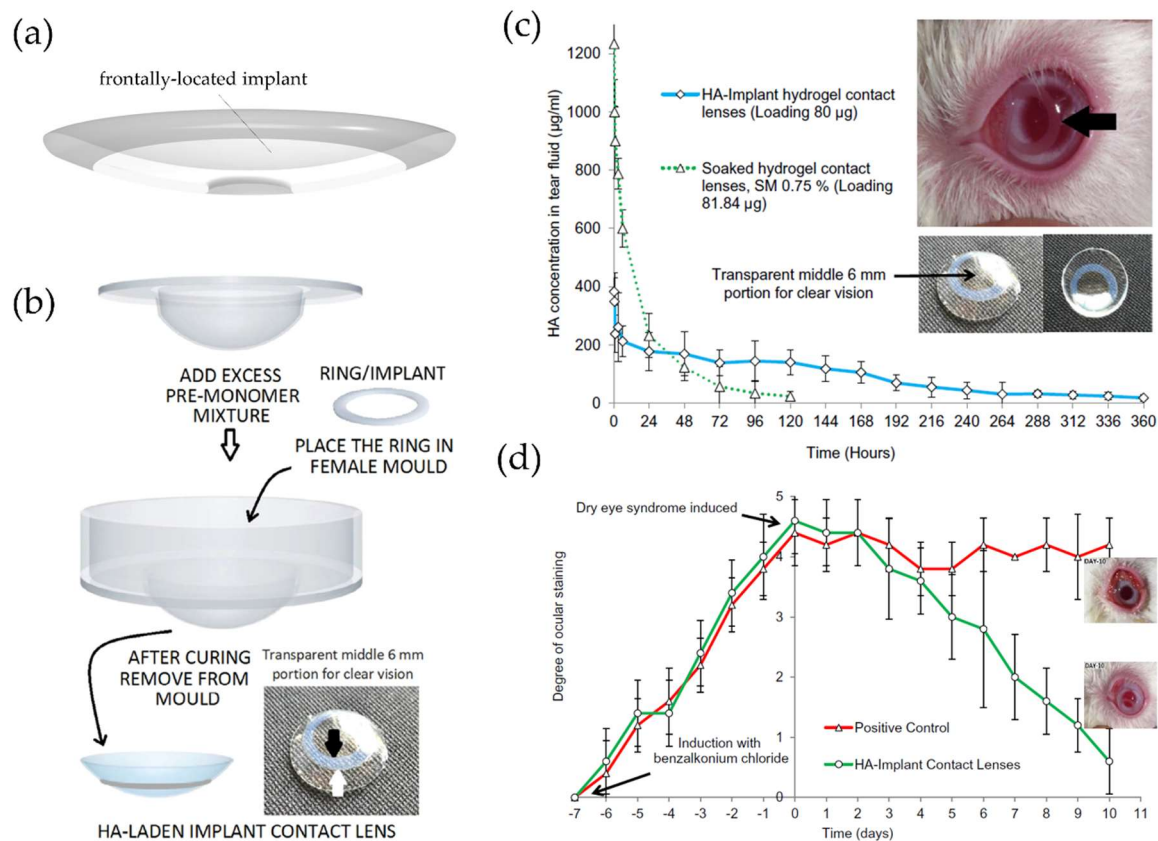 (a)
frontally-located implant
(b)
ADD EXCESS
PRE-MONOMER
MIXTURE
RING/IMPLANT
PLACE THE RING IN
FEMALE MOULD
AFTER CURING
REMOVE FROM
MOULD
Transparent middle 6 mm
portion for clear vision
HA-LADEN IMPLANT CONTACT LENS
(c)
HA concentration in tear fluid (µg/ml)
1200
1000
800
600
400
200
0
HA-Implant hydrogel contact
lenses (Loading 80 µg)
Soaked hydrogel contact
lenses, SM 0.75 % (Loading
81.84 µg)
Transparent middle 6 mm
portion for clear vision
0 24 48 72 96 120 144 168 192 216 240 264 288 312 336 360
Time (Hours)
(d)
Degree of ocular staining
5
4
3
2
1
0
Dry eye syndrome induced
Induction with
benzalkonium chloride
DAY-10
DAY-10
Positive Control
HA-Implant Contact Lenses
-7 -6 -5 -4 -3 -2 -1 0 1 2 3 4 5 6 7 8 9 10 11
Time (days)